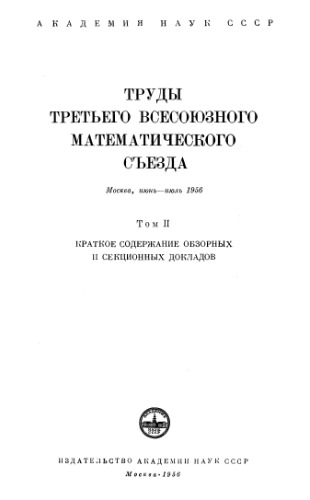 АКАДЕМИЯ НАУК СССР
ТРУДЫ
ТРЕТЬЕГО ВСЕСОЮЗНОГО
МАТЕМАТИЧЕСКОГО
СЪЕЗДА
Москва, июнь—июль 1956
Том II
КРАТКОЕ СОДЕРЖАНИЕ ОБЗОРНЫХ
И СЕКЦИОННЫХ ДОКЛАДОВ
ИЗДАТЕЛЬСТВО АКАДЕМИИ НАУК СССР
Москва·1956